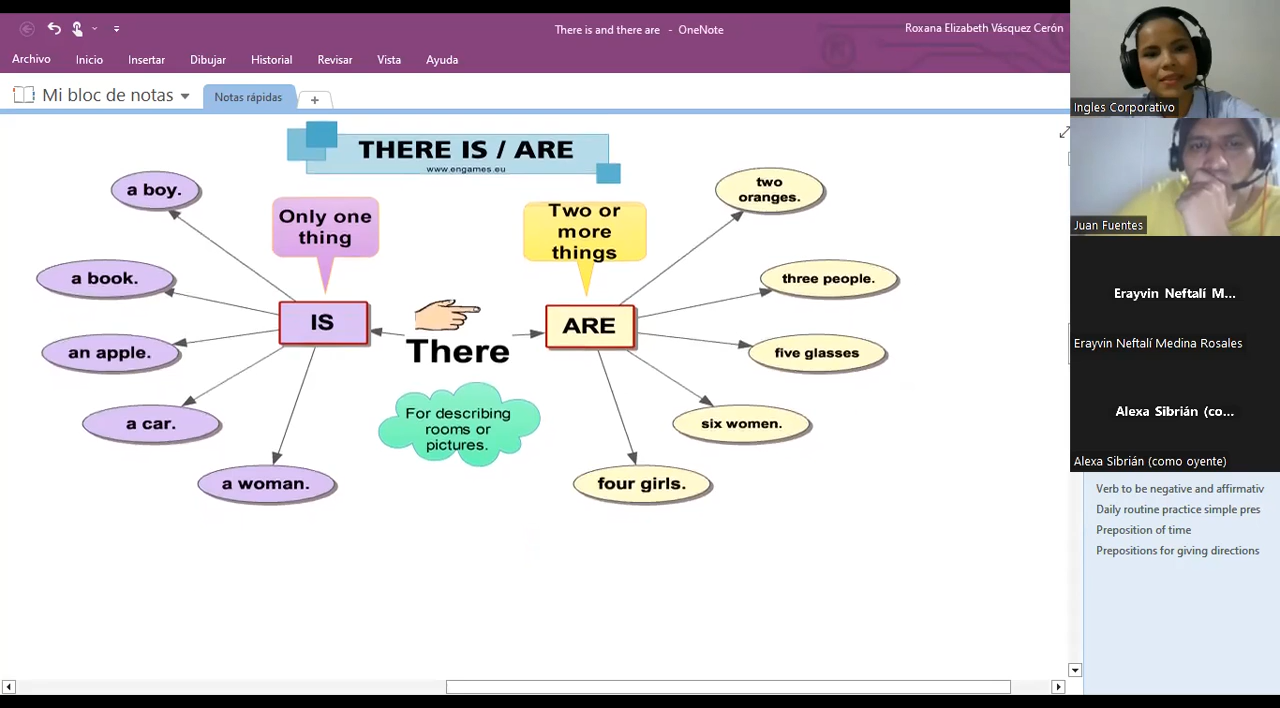 There is and there are - OneNote
Roxana Elizabeth Vásquez Cerón
Archivo
Inicio
Insertar
Dibujar
Historial
Revisar
Vista
Ayuda
Mi bloc de notas
Notas rápidas
THERE IS / ARE
www.engames.eu
a boy.
Only one
thing
Two or
more
things
two
oranges.
a book.
three people.
IS
There
ARE
an apple.
five glasses
For describing
rooms or
pictures.
a car.
six women.
a woman.
four girls.
Ingles Corporativo
Juan Fuentes
Erayvin Neftalí M...
Erayvin Neftalí Medina Rosales
Alexa Sibrián (co...
Alexa Sibrián (como oyente)
Verb to be negative and affirmativ
Daily routine practice simple pres
Preposition of time
Prepositions for giving directions